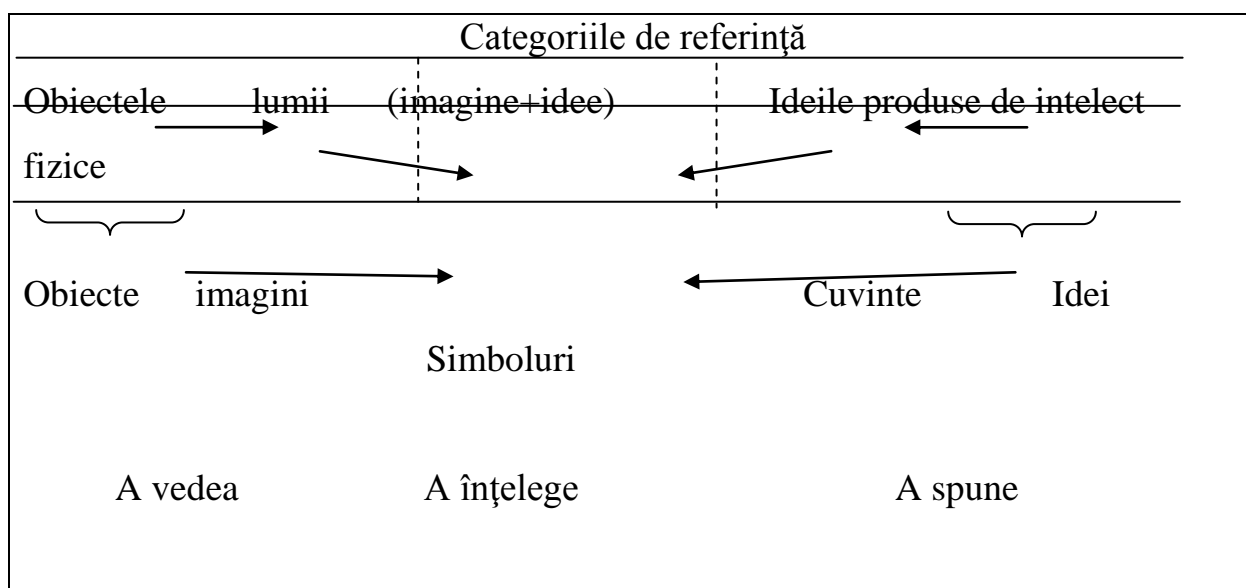 Categoriile de referinţă
Obiectele lumii (imagine+idee) Ideile produse de intelect
fizice
Obiecte imagini Cuvinte Idei
Simboluri
A vedea A înţelege A spune